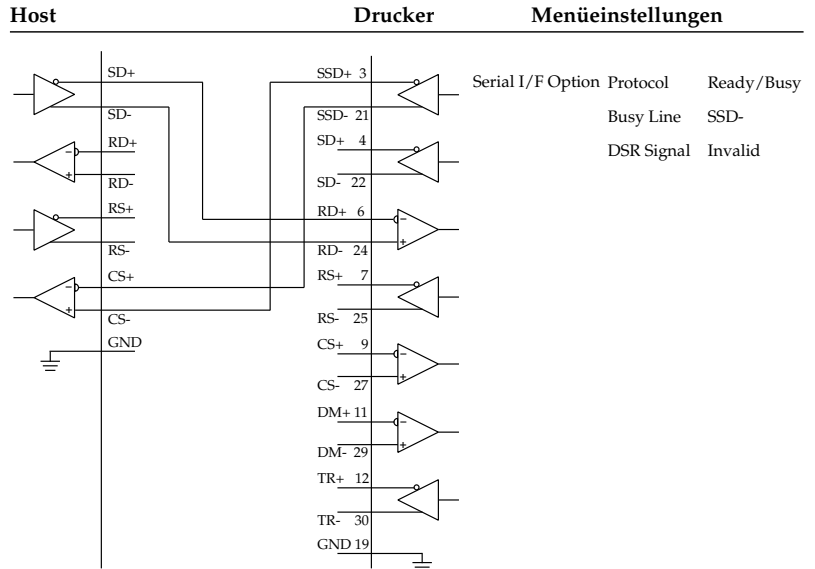 Host Drucker Menüeinstellungen
SD+ SSD+ 3 Serial I/F Option Protocol Ready/Busy
SD- SSD- 21 Busy Line SSD-
RD+ SD+ 4 DSR Signal Invalid
RD- SD- 22
RS+ RD+ 6
RS- RD- 24
CS+ RS+ 7
CS- RS- 25
GND CS+ 9
CS- 27
DM+ 11
DM- 29
TR+ 12
TR- 30
GND 19